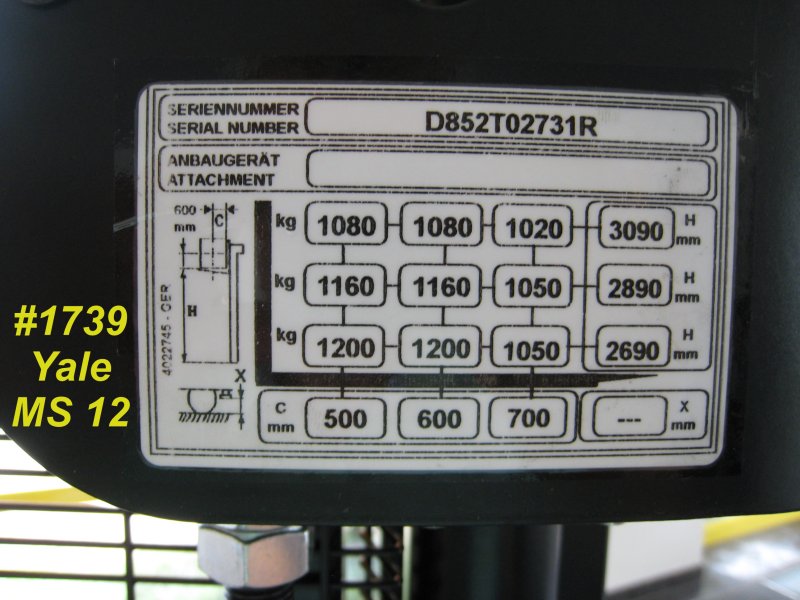 SERIENNUMMER
SERIAL NUMBER
D852T02731R
ANBAUGERÄT
ATTACHMENT
600 mm
C
H
X
4022745 - GER
kg 1080 1080 1020 3090 H mm
kg 1160 1160 1050 2890 H mm
kg 1200 1200 1050 2690 H mm
C mm 500 600 700 --- X mm
#1739
Yale
MS 12